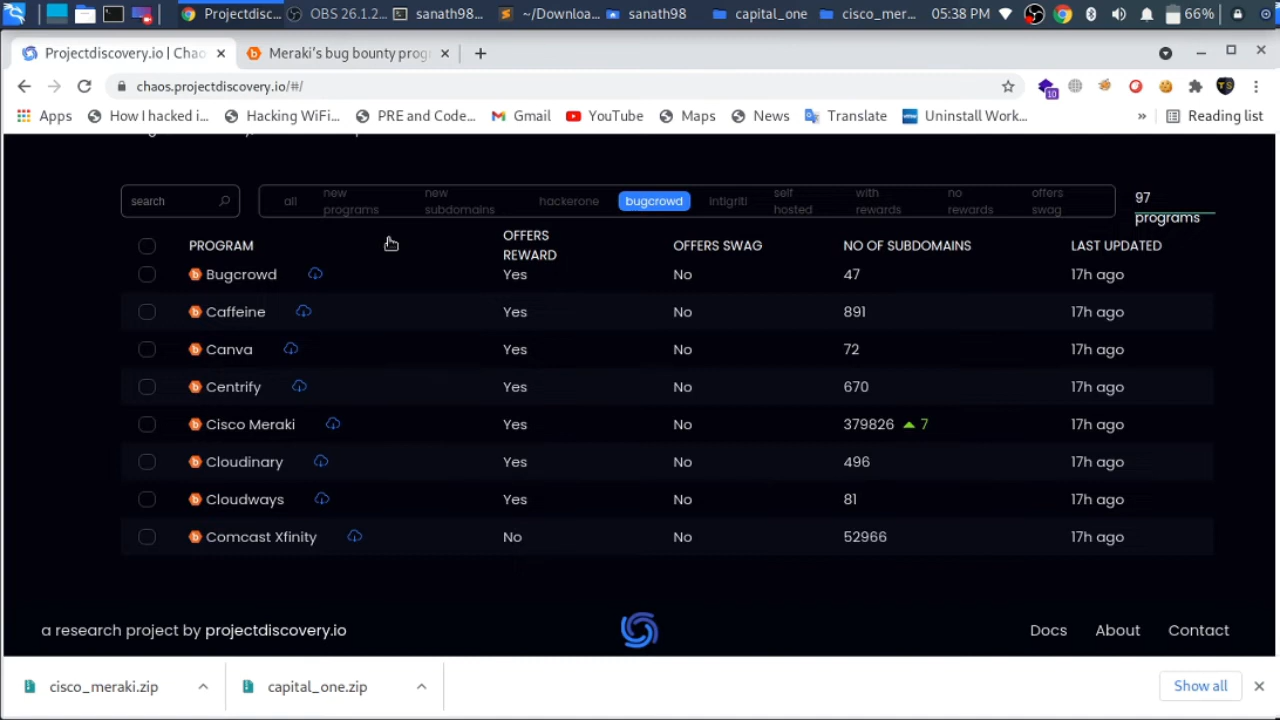 Projectdisc...
OBS 26.1.2...
sanath98...
~/Downloa...
sanath98
capital_one
cisco_mer...
05:38 PM
66%
Projectdiscovery.io | Chao
Meraki's bug bounty prog
chaos.projectdiscovery.io/#/
10
TS
Apps
How I hacked i...
Hacking WiFi...
PRE and Code...
Gmail
YouTube
Maps
News
Translate
Uninstall Work...
»
Reading list
search
all
new programs
new subdomains
hackerone
bugcrowd
Intigriti
self hosted
with rewards
no rewards
offers swag
97 programs
PROGRAM
OFFERS REWARD
OFFERS SWAG
NO OF SUBDOMAINS
LAST UPDATED
Bugcrowd Yes No 47 17h ago
Caffeine Yes No 891 17h ago
Canva Yes No 72 17h ago
Centrify Yes No 670 17h ago
Cisco Meraki Yes No 379826 7 17h ago
Cloudinary Yes No 496 17h ago
Cloudways Yes No 81 17h ago
Comcast Xfinity No No 52966 17h ago
a research project by projectdiscovery.io
Docs
About
Contact
cisco_meraki.zip
capital_one.zip
Show all